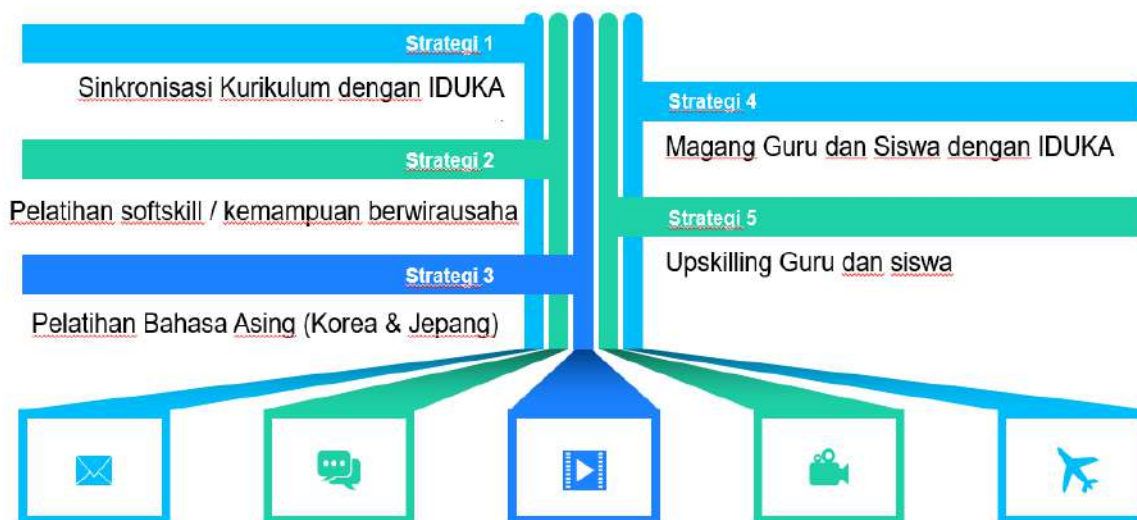 Strategi 1
Sinkronisasi Kurikulum dengan IDUKA
Strategi 2
Pelatihan softskill / kemampuan berwirausaha
Strategi 3
Pelatihan Bahasa Asing (Korea & Jepang)
Strategi 4
Magang Guru dan Siswa dengan IDUKA
Strategi 5
Upskilling Guru dan siswa